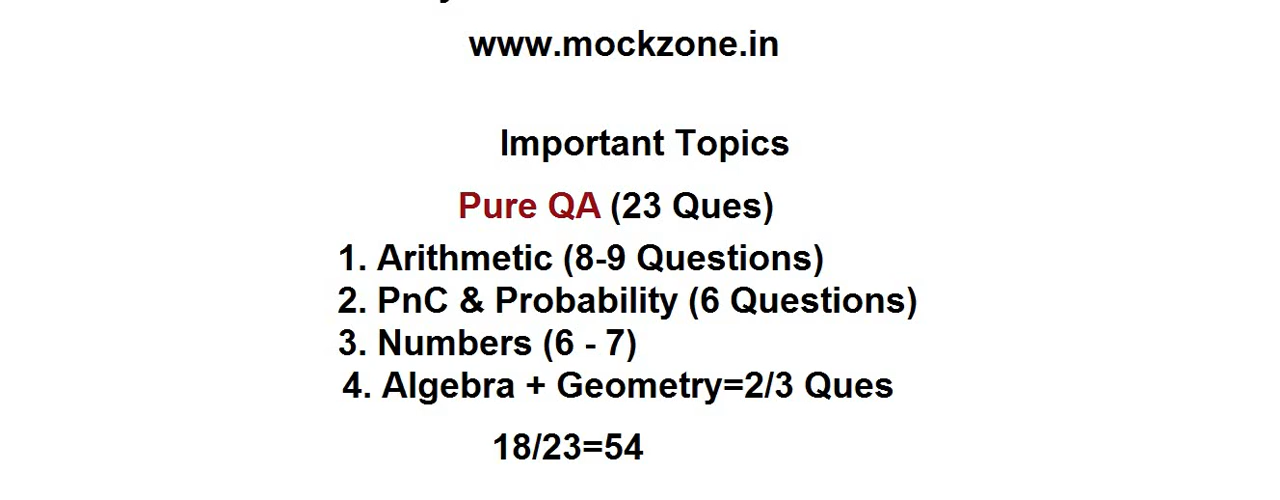 www.mockzone.in
Important Topics
Pure QA (23 Ques)
1. Arithmetic (8-9 Questions)
2. PnC & Probability (6 Questions)
3. Numbers (6 - 7)
4. Algebra + Geometry=2/3 Ques
18/23=54